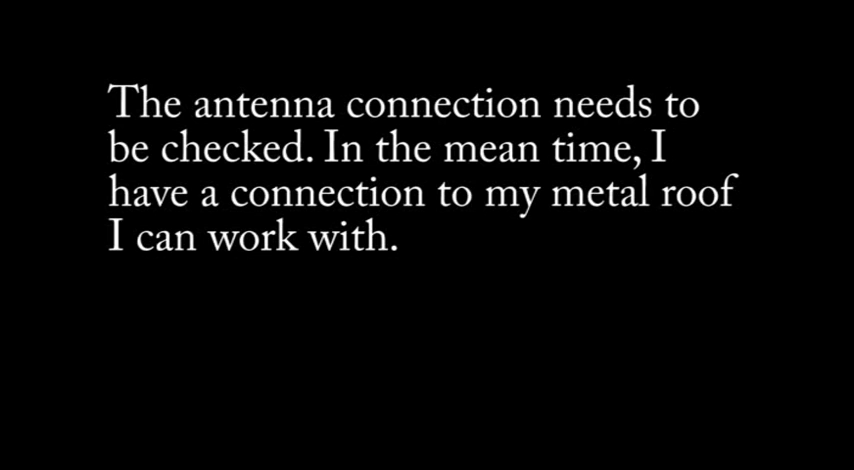 The antenna connection needs to
be checked. In the mean time, I
have a connection to my metal roof
I can work with.